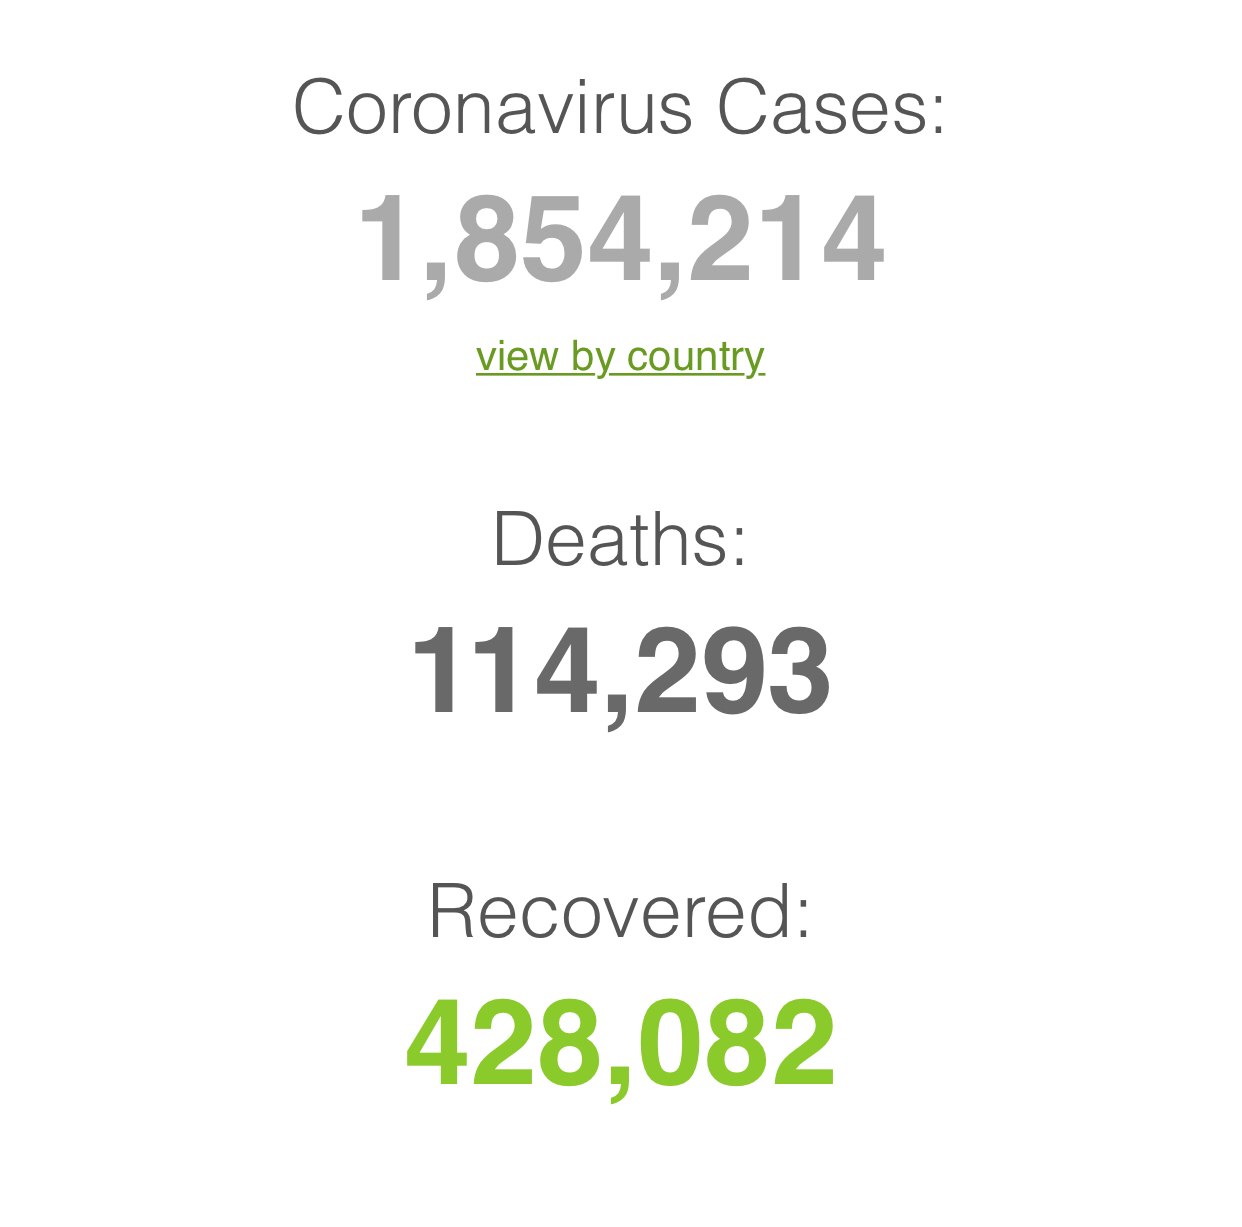 Coronavirus Cases:
1,854,214
view by country
Deaths:
114,293
Recovered:
428,082